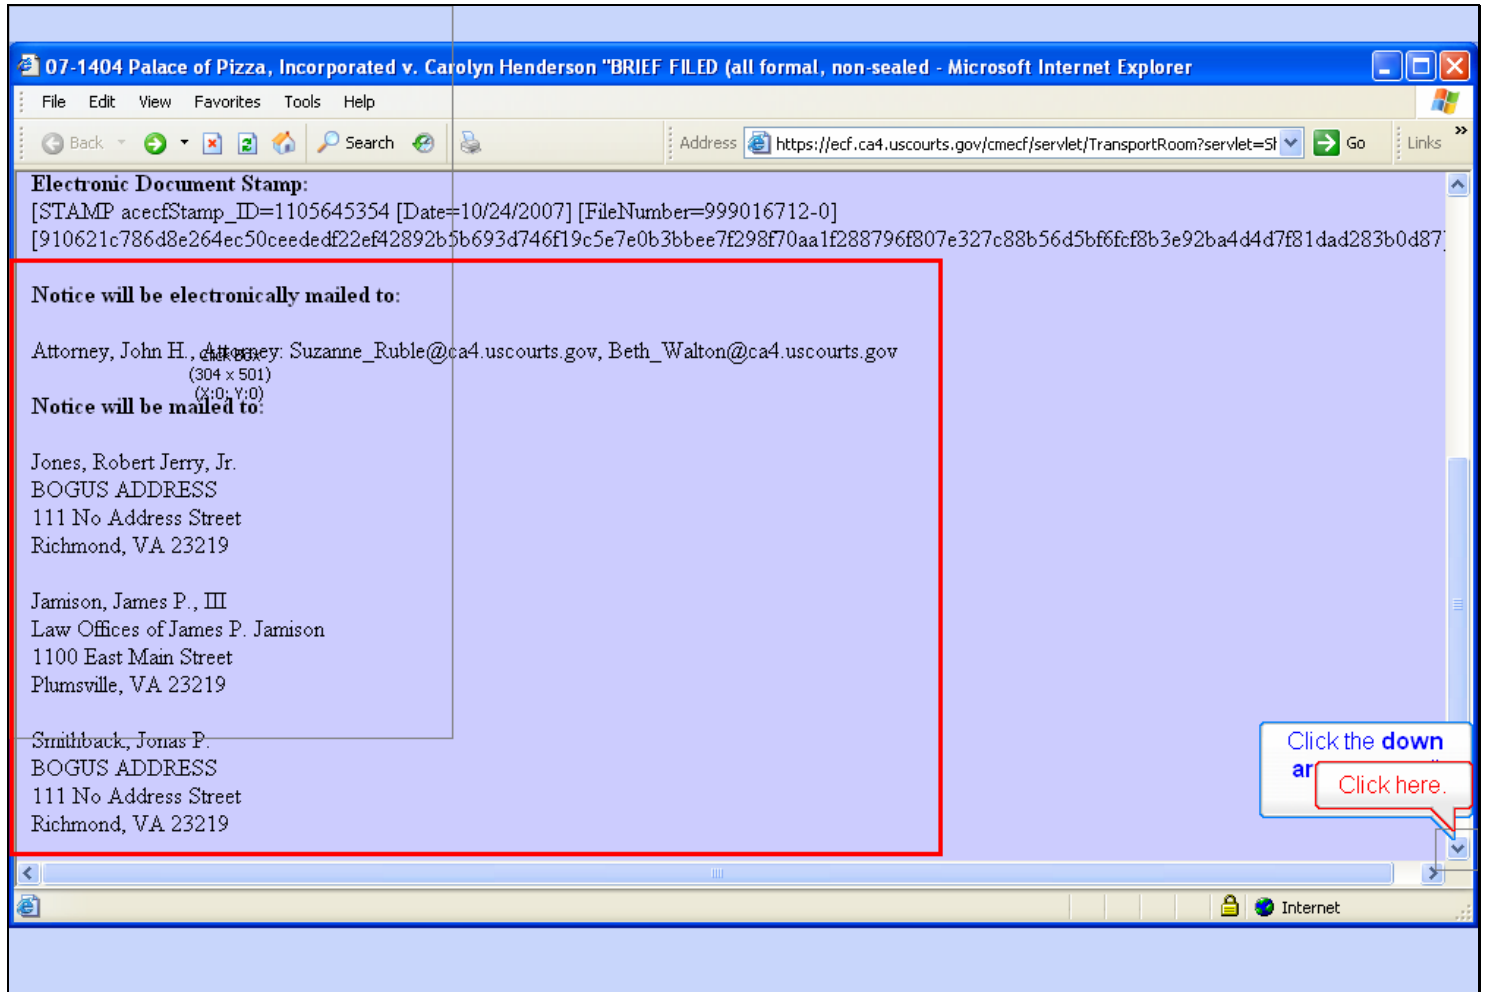 07-1404 Palace of Pizza, Incorporated v. Carolyn Henderson "BRIEF FILED (all formal, non-sealed - Microsoft Internet Explorer
File Edit View Favorites Tools Help
Back Search Address https://ecf.ca4.uscourts.gov/cmecf/servlet/TransportRoom?servlet=Sh Go Links »
Electronic Document Stamp:
[STAMP acecfStamp_ID=1105645354 [Date=10/24/2007] [FileNumber=999016712-0]
[910621c786d8e264ec50ceededf22ef42892b5b693d746f19c5e7e0b3bbee7f298f70aa1f288796f807e327c88b56d5bf6fcf8b3e92ba4d4d7f81dad283b0d87]
Notice will be electronically mailed to:
Attorney, John H., Attorney: Suzanne_Ruble@ca4.uscourts.gov, Beth_Walton@ca4.uscourts.gov
Click Box
(304 x 501)
(X:0; Y:0)
Notice will be mailed to:
Jones, Robert Jerry, Jr.
BOGUS ADDRESS
111 No Address Street
Richmond, VA 23219
Jamison, James P., III
Law Offices of James P. Jamison
1100 East Main Street
Plumsville, VA 23219
Smithback, Jonas P.
BOGUS ADDRESS
111 No Address Street
Richmond, VA 23219
Click the down
Click here.
Internet